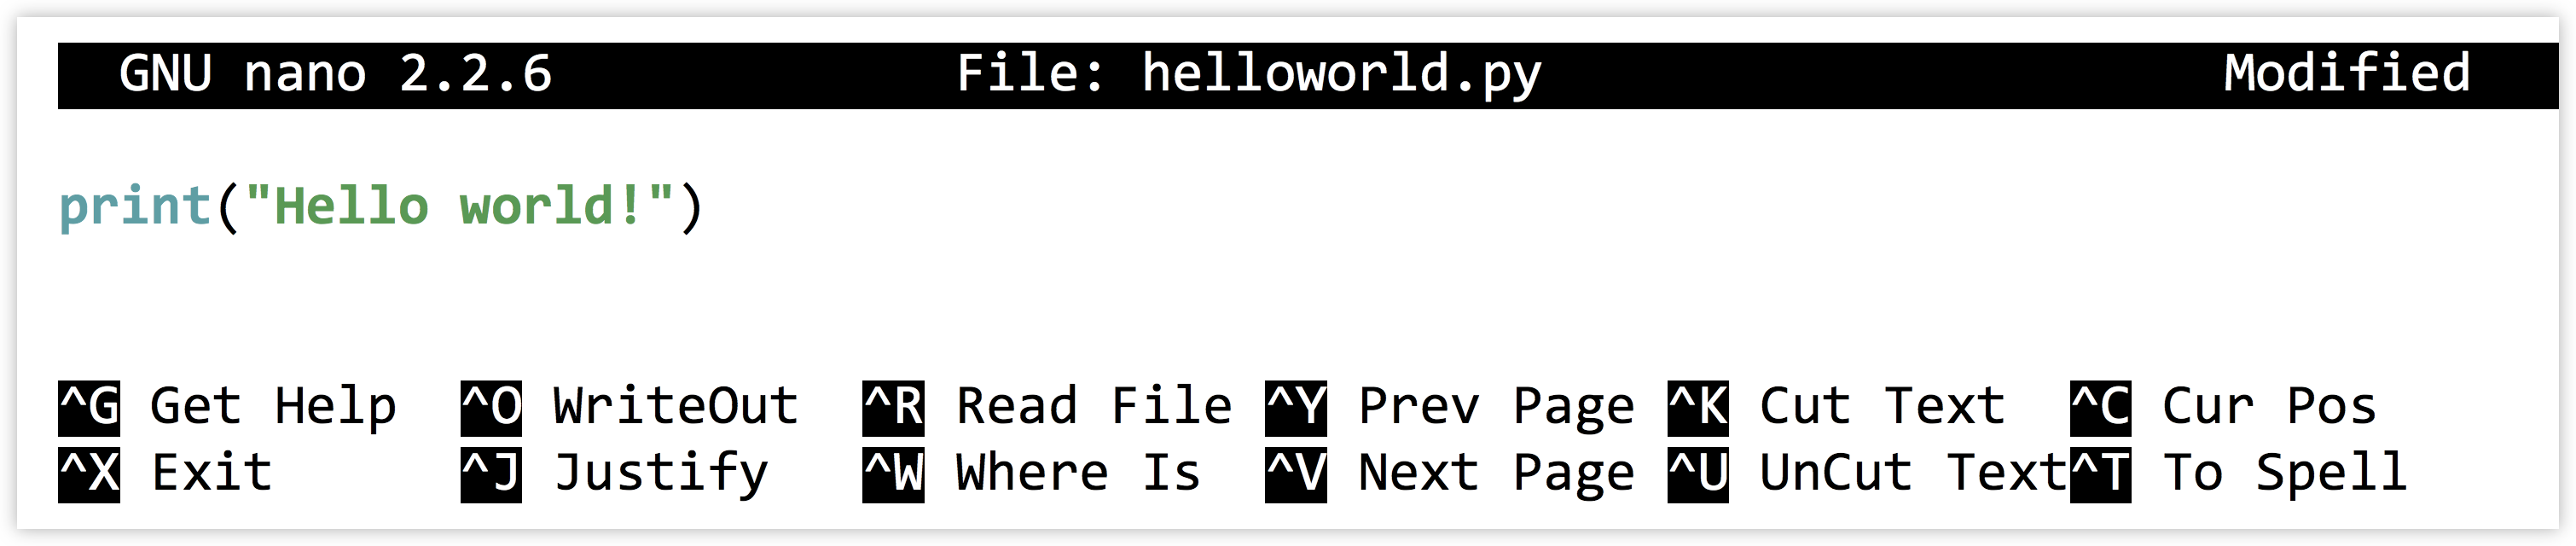 GNU nano 2.2.6 File: helloworld.py Modified
print("Hello world!")
^G Get Help ^O WriteOut ^R Read File ^Y Prev Page ^K Cut Text ^C Cur Pos
^X Exit ^J Justify ^W Where Is ^V Next Page ^U UnCut Text ^T To Spell